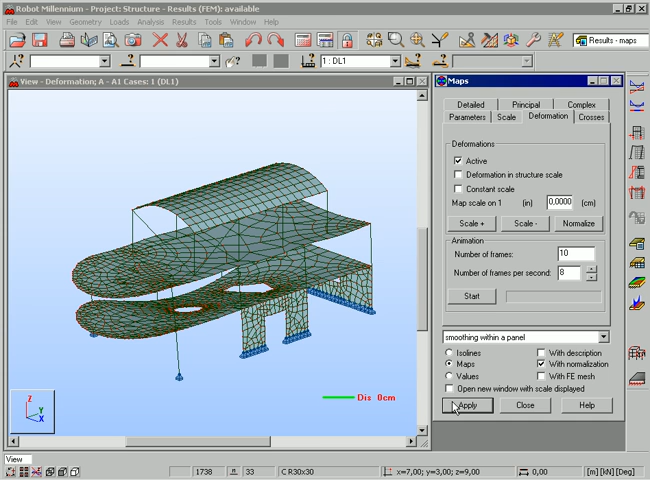 Robot Millennium - Project: Structure - Results (FEM): available
File Edit View Geometry Loads Analysis Results Tools Window Help
Results - maps
1 : DL1
View - Deformation; A - A1 Cases: 1 (DL1)
Maps
Detailed Principal Complex
Parameters Scale Deformation Crosses
Deformations
Active
Deformation in structure scale
Constant scale
Map scale on 1 (in) 0,0000 (cm)
Scale + Scale - Normalize
Animation
Number of frames: 10
Number of frames per second: 8
Start
smoothing within a panel
Isolines With description
Maps With normalization
Values With FE mesh
Open new window with scale displayed
Apply Close Help
Z
Y
X
Dis 0cm
View
1738 33 C R30x30 x=7,00; y=3,00; z=9,00 0,00 [m] [kN] [Deg]